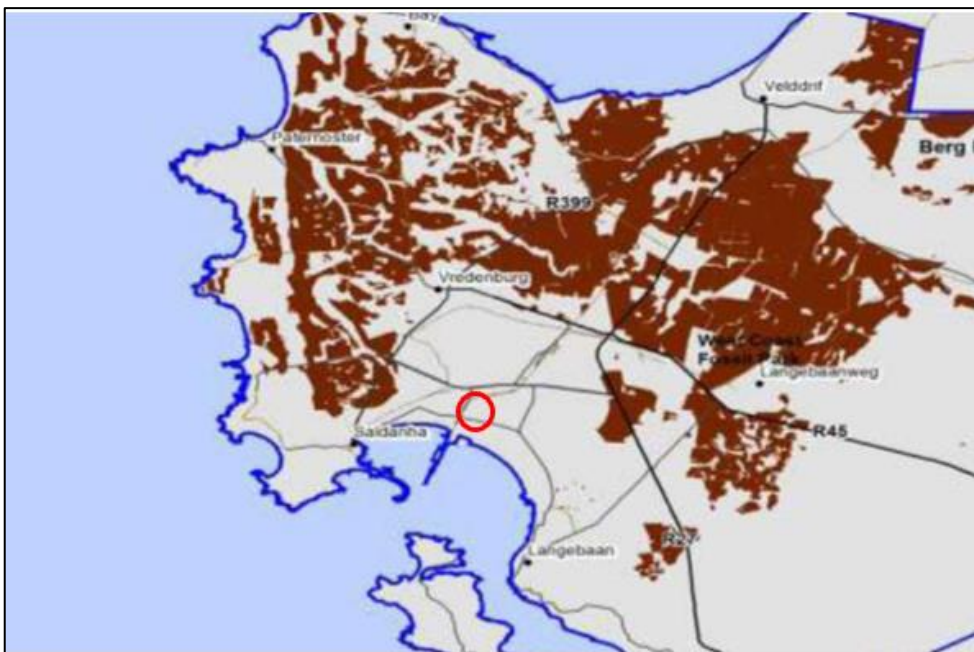 Bay
Velddrif
Paternoster
Berg
R399
Vredenburg
West Coast
Fossil Park
Langebaanweg
Saldanha
R45
R27
Langebaan